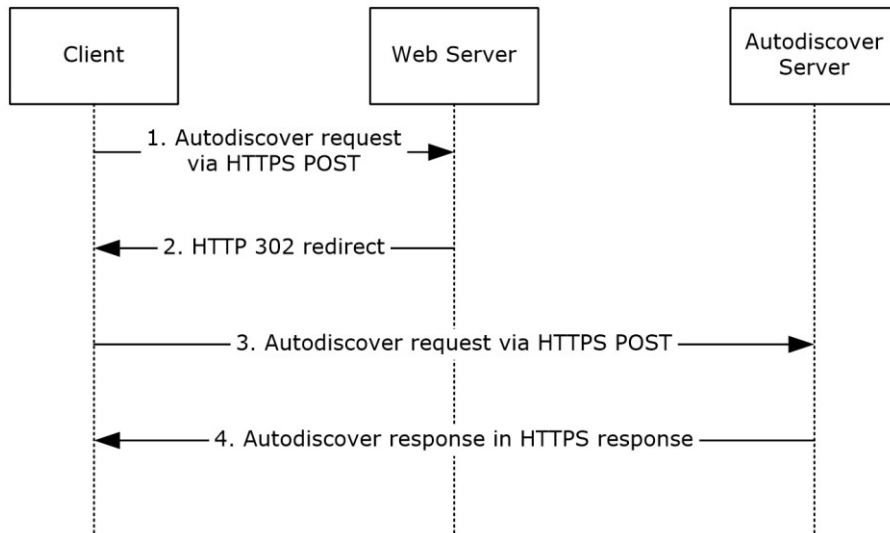 Client
Web Server
Autodiscover
Server
1. Autodiscover request
via HTTPS POST
2. HTTP 302 redirect
3. Autodiscover request via HTTPS POST
4. Autodiscover response in HTTPS response